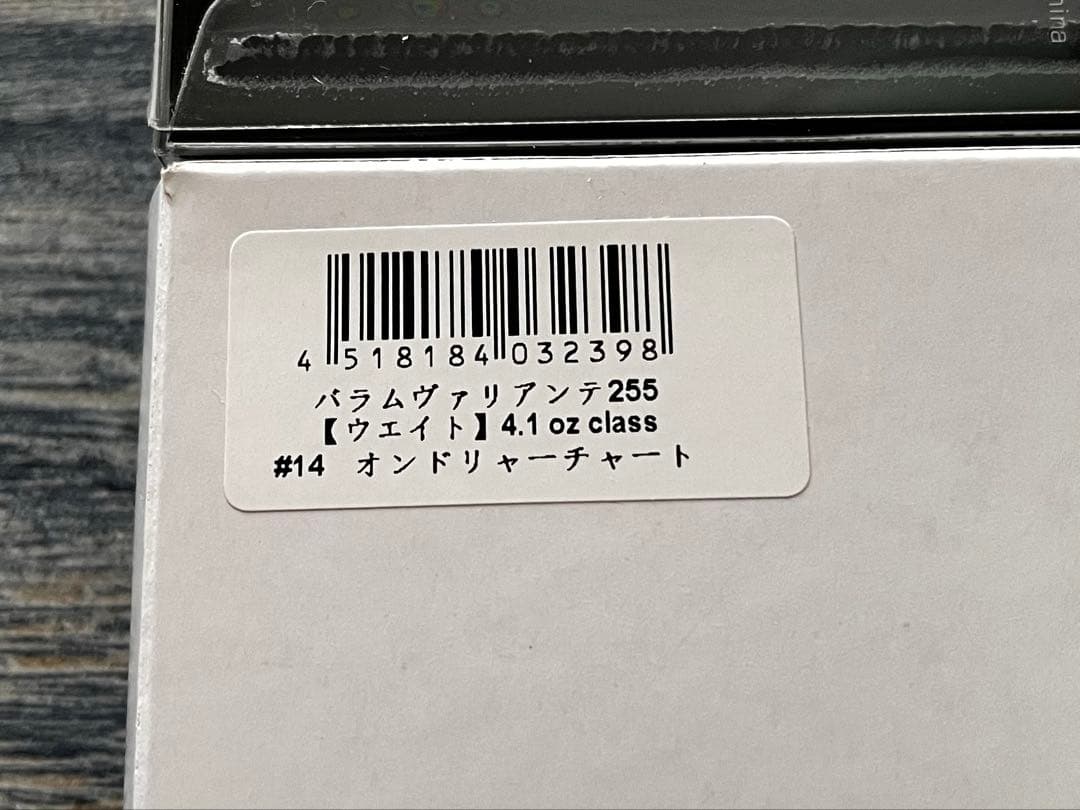 hina
4 518184 032398
バラムヴァリアンテ255
【ウエイト】4.1 oz class
#14 オンドリャーチャート